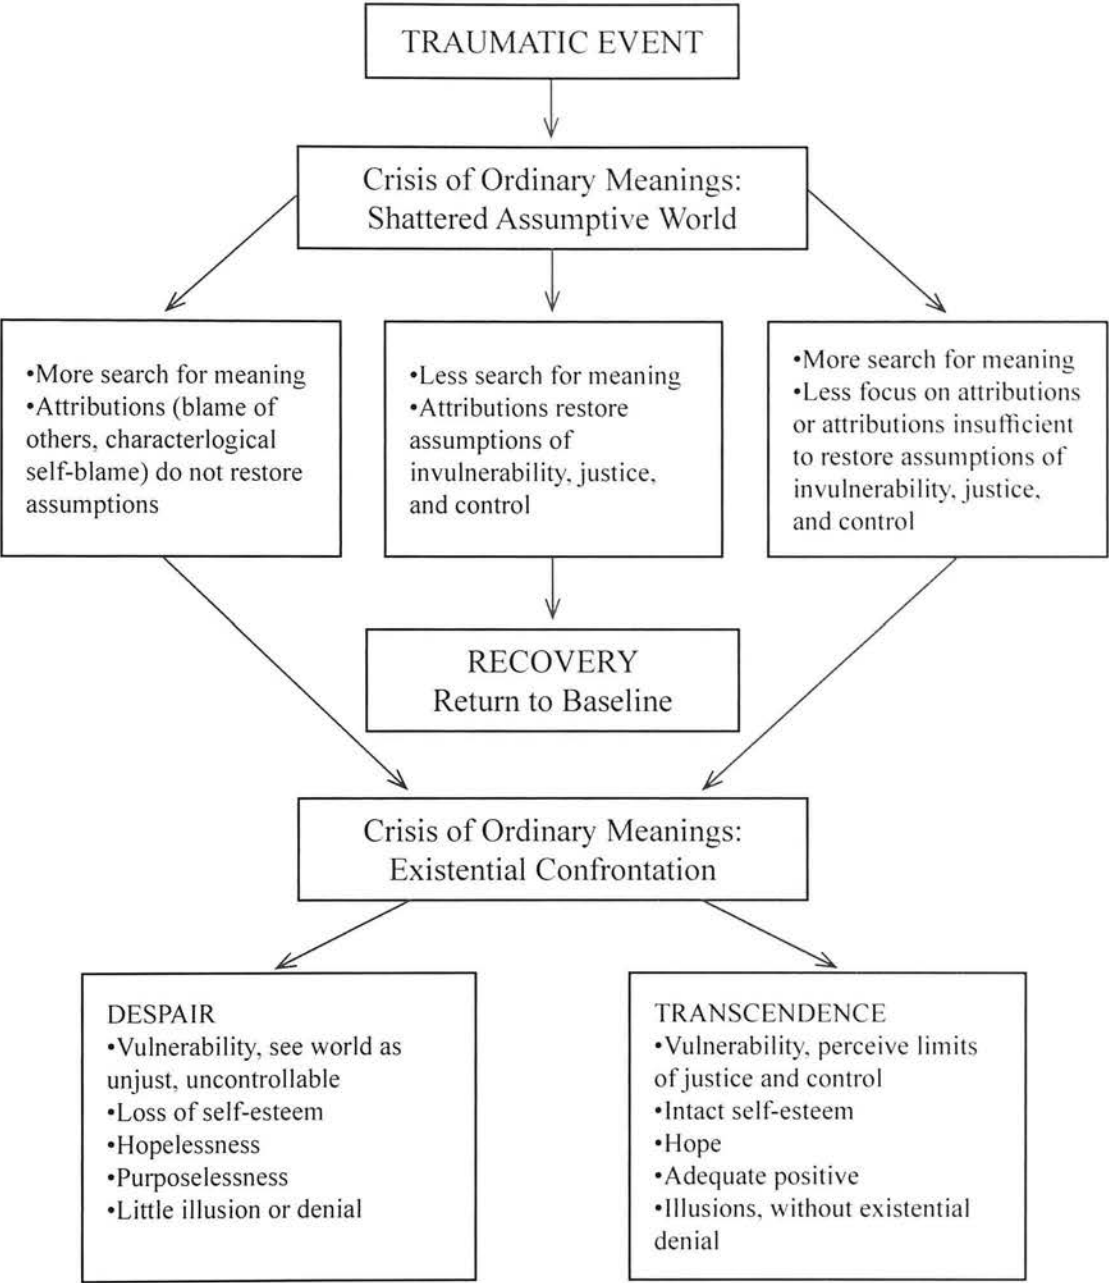 TRAUMATIC EVENT
Crisis of Ordinary Meanings:
Shattered Assumptive World
•More search for meaning
•Attributions (blame of
others, characterlogical
self-blame) do not restore
assumptions
•Less search for meaning
•Attributions restore
assumptions of
invulnerability, justice,
and control
•More search for meaning
•Less focus on attributions
or attributions insufficient
to restore assumptions of
invulnerability, justice,
and control
RECOVERY
Return to Baseline
Crisis of Ordinary Meanings:
Existential Confrontation
DESPAIR
•Vulnerability, see world as
unjust, uncontrollable
•Loss of self-esteem
•Hopelessness
•Purposelessness
•Little illusion or denial
TRANSCENDENCE
•Vulnerability, perceive limits
of justice and control
•Intact self-esteem
•Hope
•Adequate positive
•Illusions, without existential
denial